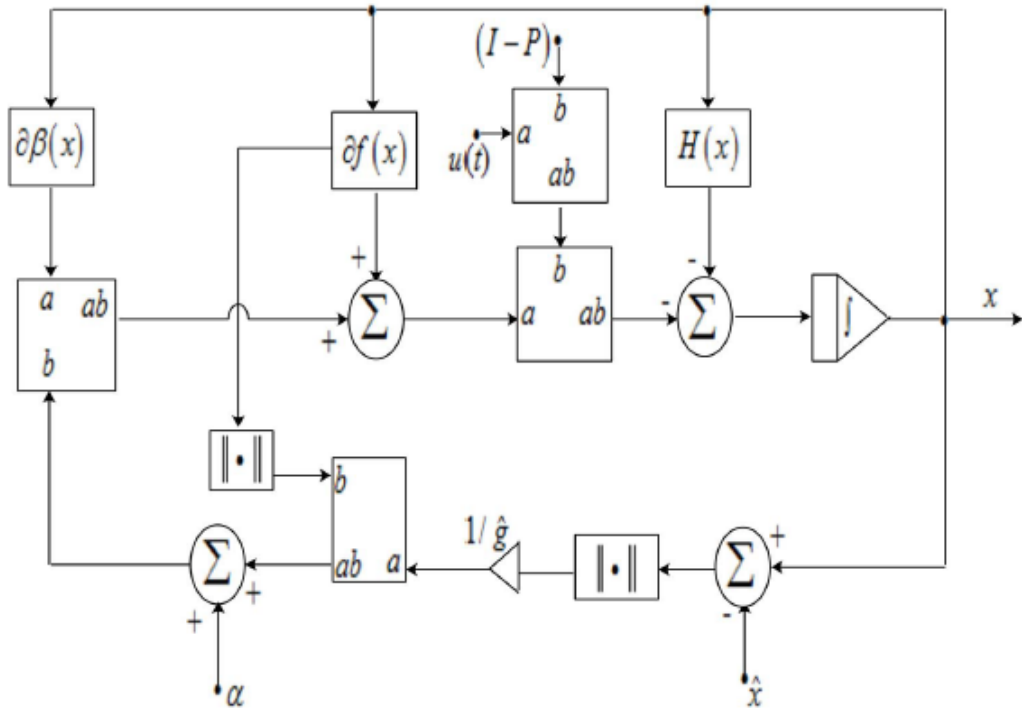 (I − P)
∂β(x)
∂f(x)
b
a
u(t)
ab
H(x)
+
-
a ab
b
∑
+
b
a ab
-
∑
∫
x
‖•‖
b
1/ĝ
ab a
∑
+
+
‖•‖
∑
+
-
α
x̂